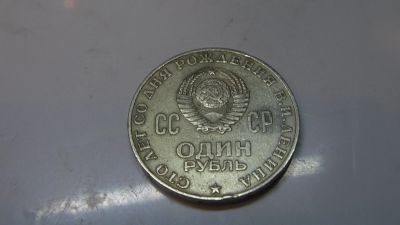 СТО ЛЕТ СО ДНЯ РОЖДЕНИЯ В.И.ЛЕНИНА
СС СР
ОДИН
РУБЛЬ